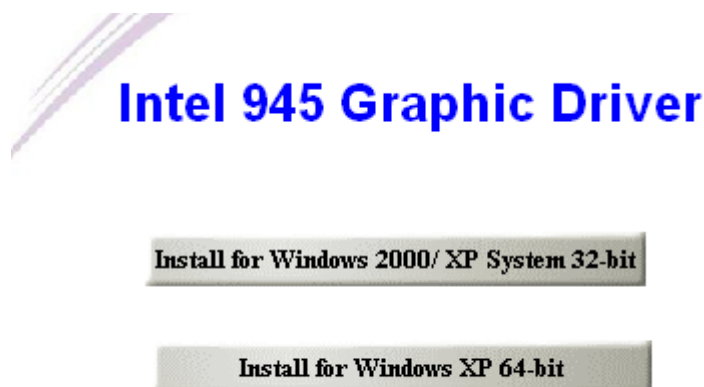 Intel 945 Graphic Driver
Install for Windows 2000/ XP System 32-bit
Install for Windows XP 64-bit